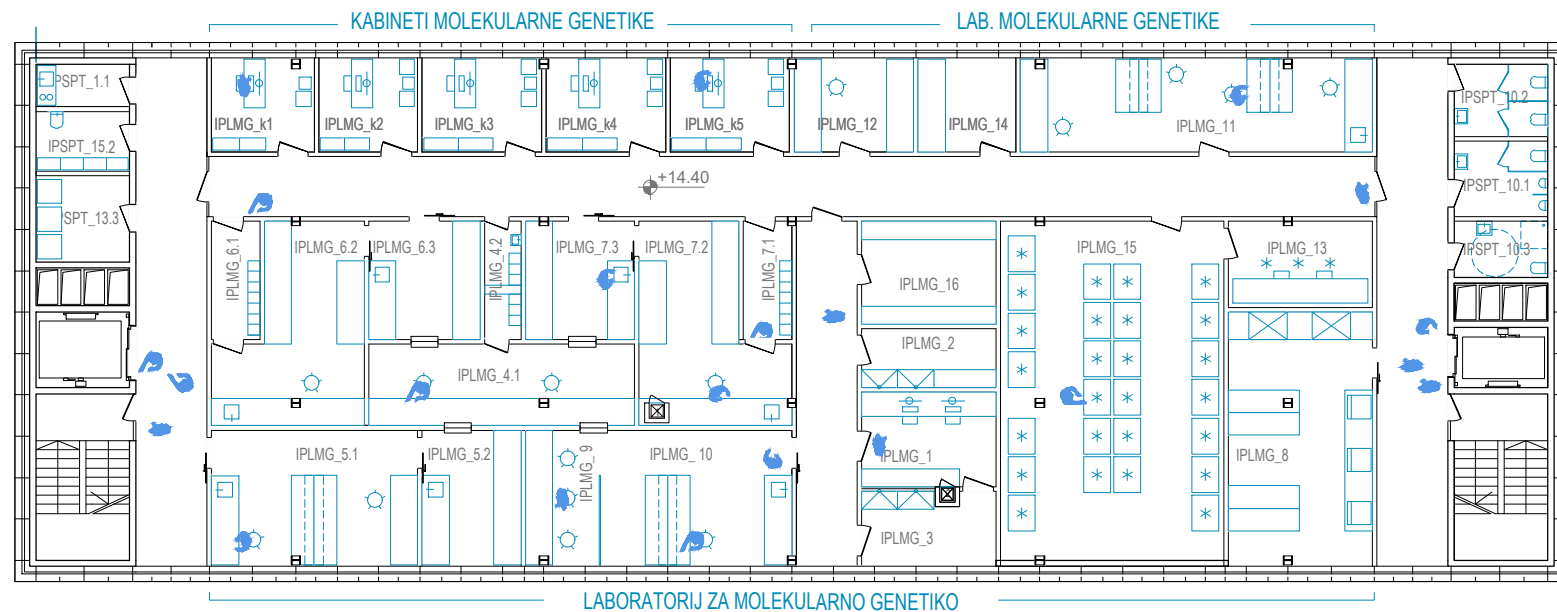 KABINETI MOLEKULARNE GENETIKE
LAB. MOLEKULARNE GENETIKE
IPSPT_1.1
IPSPT_15.2
IPSPT_13.3
IPLMG_k1
IPLMG_k2
IPLMG_k3
IPLMG_k4
IPLMG_k5
IPLMG_12
IPLMG_14
IPLMG_11
IPSPT_10.2
IPSPT_10.1
IPSPT_10.3
+14.40
IPLMG_6.1
IPLMG_6.2
IPLMG_6.3
IPLMG_4.2
IPLMG_7.3
IPLMG_7.2
IPLMG_7.1
IPLMG_16
IPLMG_15
IPLMG_13
IPLMG_4.1
IPLMG_2
IPLMG_5.1
IPLMG_5.2
IPLMG_ 9
IPLMG_ 10
IPLMG_1
IPLMG_8
IPLMG_3
LABORATORIJ ZA MOLEKULARNO GENETIKO